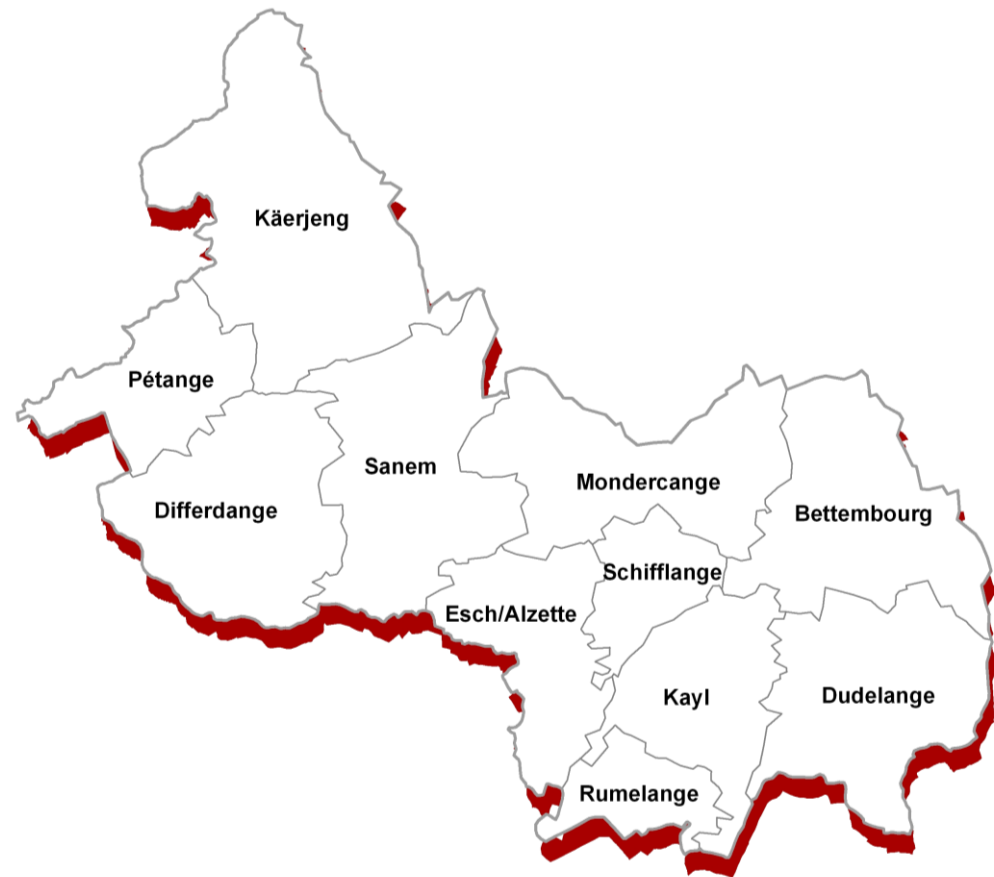 Käerjeng
Pétange
Sanem
Mondercange
Differdange
Bettembourg
Schifflange
Esch/Alzette
Kayl
Dudelange
Rumelange